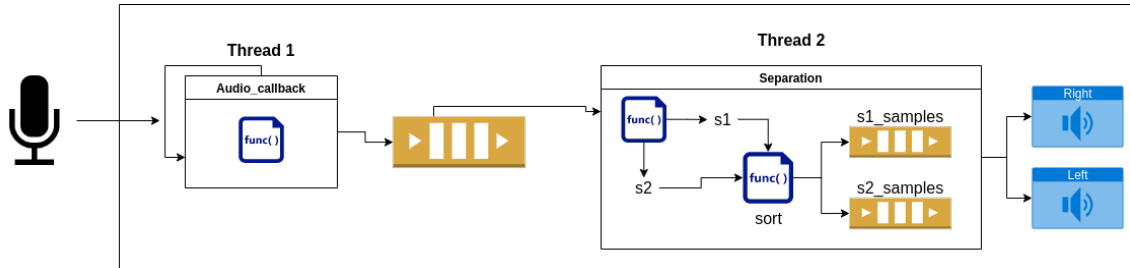 Thread 1
Audio_callback
func( )
Thread 2
Separation
func( )
s1
s2
func( )
sort
s1_samples
s2_samples
Right
Left